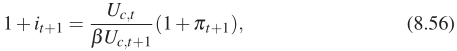 1 + i_{t+1} = \frac{U_{c,t}}{\beta U_{c,t+1}} (1 + \pi_{t+1}), (8.56)